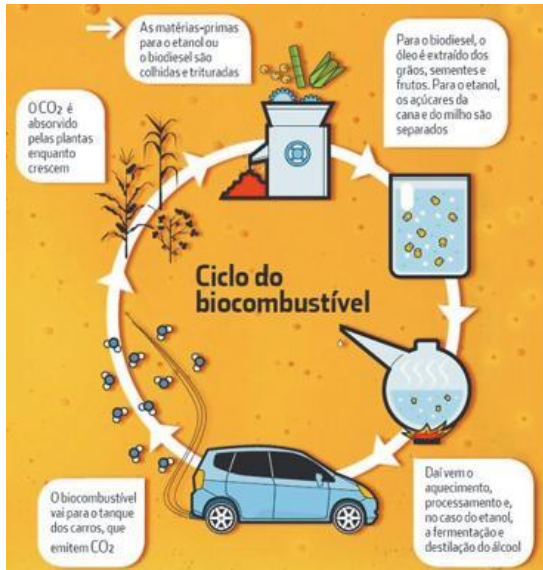 As matérias-primas
para o etanol ou
o biodiesel são
colhidas e trituradas
Para o biodiesel, o
óleo é extraído dos
grãos, sementes e
frutos. Para o etanol,
os açúcares da
cana e do milho são
separados
O CO₂ é
absorvido
pelas plantas
enquanto
crescem
Ciclo do
biocombustível
Daí vem o
aquecimento,
processamento e,
no caso do etanol,
a fermentação e
destilação do álcool
O biocombustível
vai para o tanque
dos carros, que
emitem CO₂